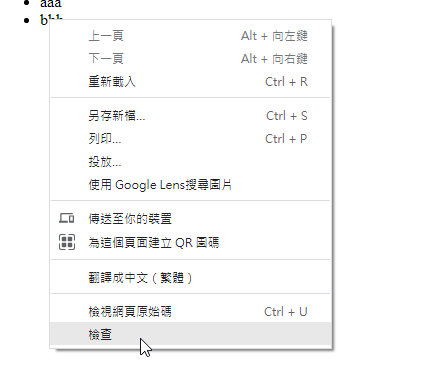 aaa
bbb
上一頁 Alt + 向左鍵
下一頁 Alt + 向右鍵
重新載入 Ctrl + R
另存新檔... Ctrl + S
列印... Ctrl + P
投放...
使用 Google Lens搜尋圖片
傳送至你的裝置
為這個頁面建立 QR 圖碼
翻譯成中文（繁體）
檢視網頁原始碼 Ctrl + U
檢查